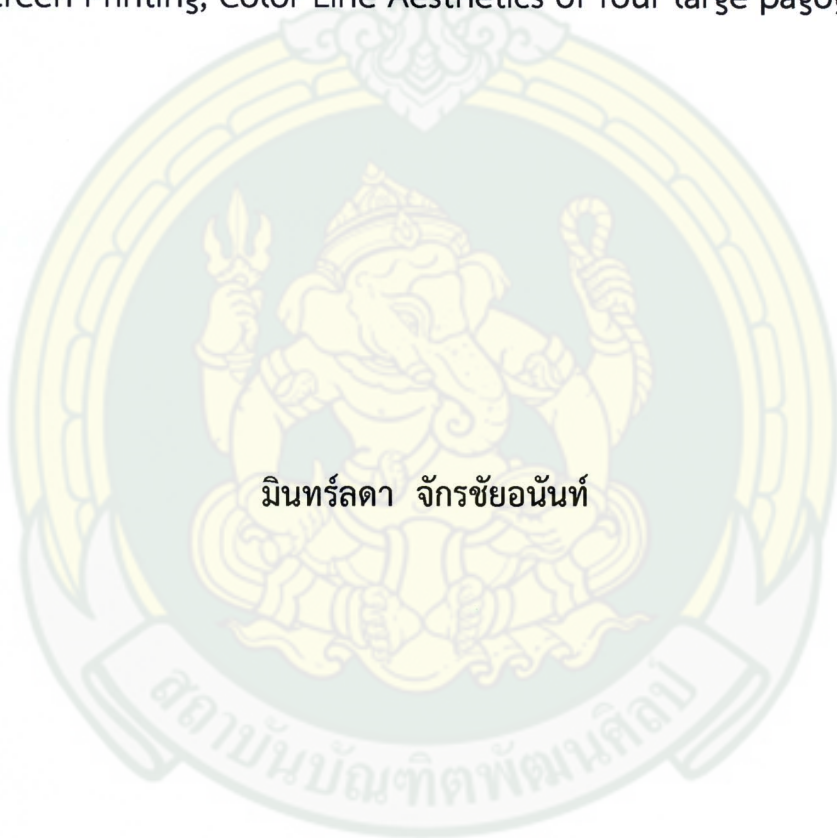 creen Printing, Color Line Aesthetics of Four large
มินทร์ลดา จักรชัยอนันท์
สถาบันบัณฑิตพัฒนศิลป์